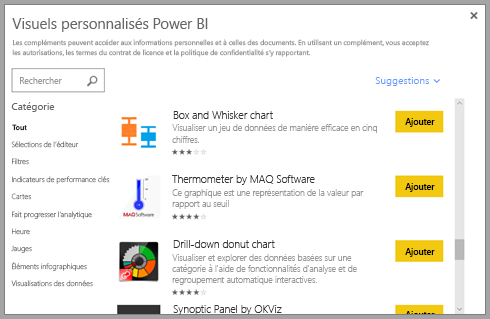 Visuels personnalisés Power BI
Les compléments peuvent accéder aux informations personnelles et à celles des documents. En utilisant un complément, vous acceptez
les autorisations, les termes du contrat de licence et la politique de confidentialité s'y rapportant.
Rechercher
Suggestions
Catégorie
Tout
Sélections de l'éditeur
Filtres
Indicateurs de performance clés
Cartes
Fait progresser l'analytique
Heure
Jauges
Éléments infographiques
Visualisations des données
Box and Whisker chart
Visualiser un jeu de données de manière efficace en cinq
chiffres.
Ajouter
Thermometer by MAQ Software
Ce graphique est une représentation de la valeur par
rapport au seuil
Ajouter
MAQSoftware
Drill-down donut chart
Visualiser et explorer des données basées sur une
catégorie à l'aide de fonctionnalités d'analyse et de
regroupement automatique interactives.
Ajouter
Synoptic Panel by OKViz
Ajouter